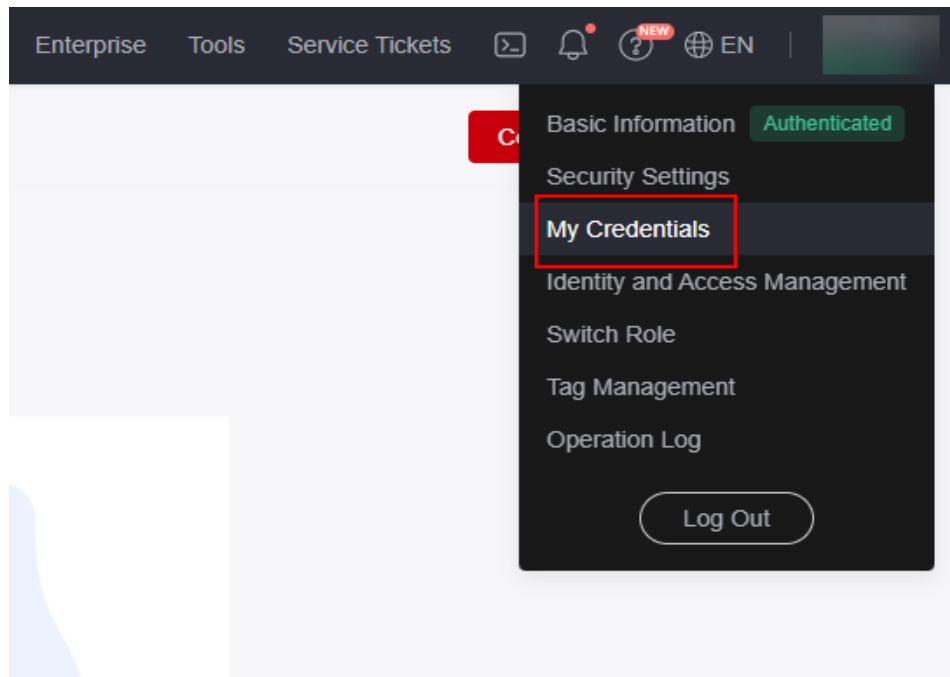 Enterprise Tools Service Tickets NEW EN
Basic Information Authenticated
Security Settings
My Credentials
Identity and Access Management
Switch Role
Tag Management
Operation Log
Log Out